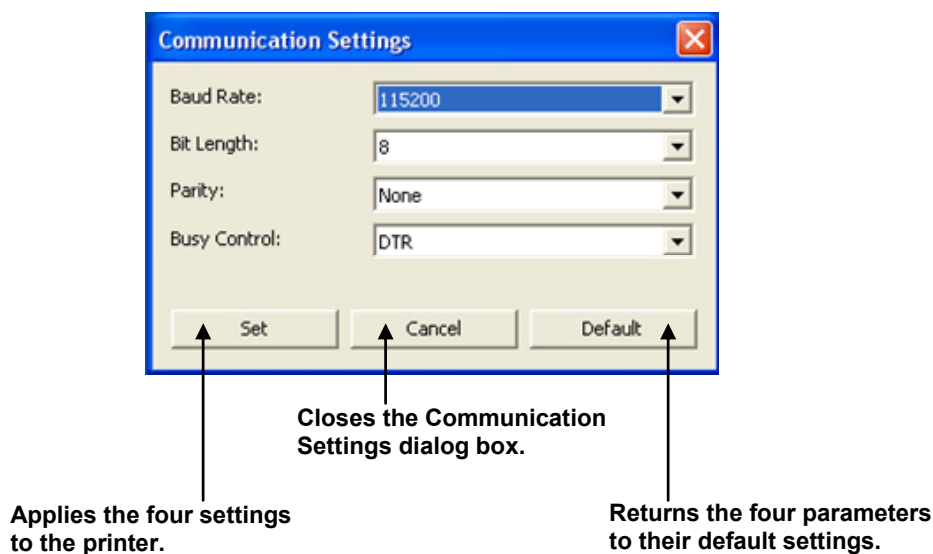 Communication Settings
Baud Rate: 115200
Bit Length: 8
Parity: None
Busy Control: DTR
Set Cancel Default
Closes the Communication
Settings dialog box.
Applies the four settings
to the printer.
Returns the four parameters
to their default settings.